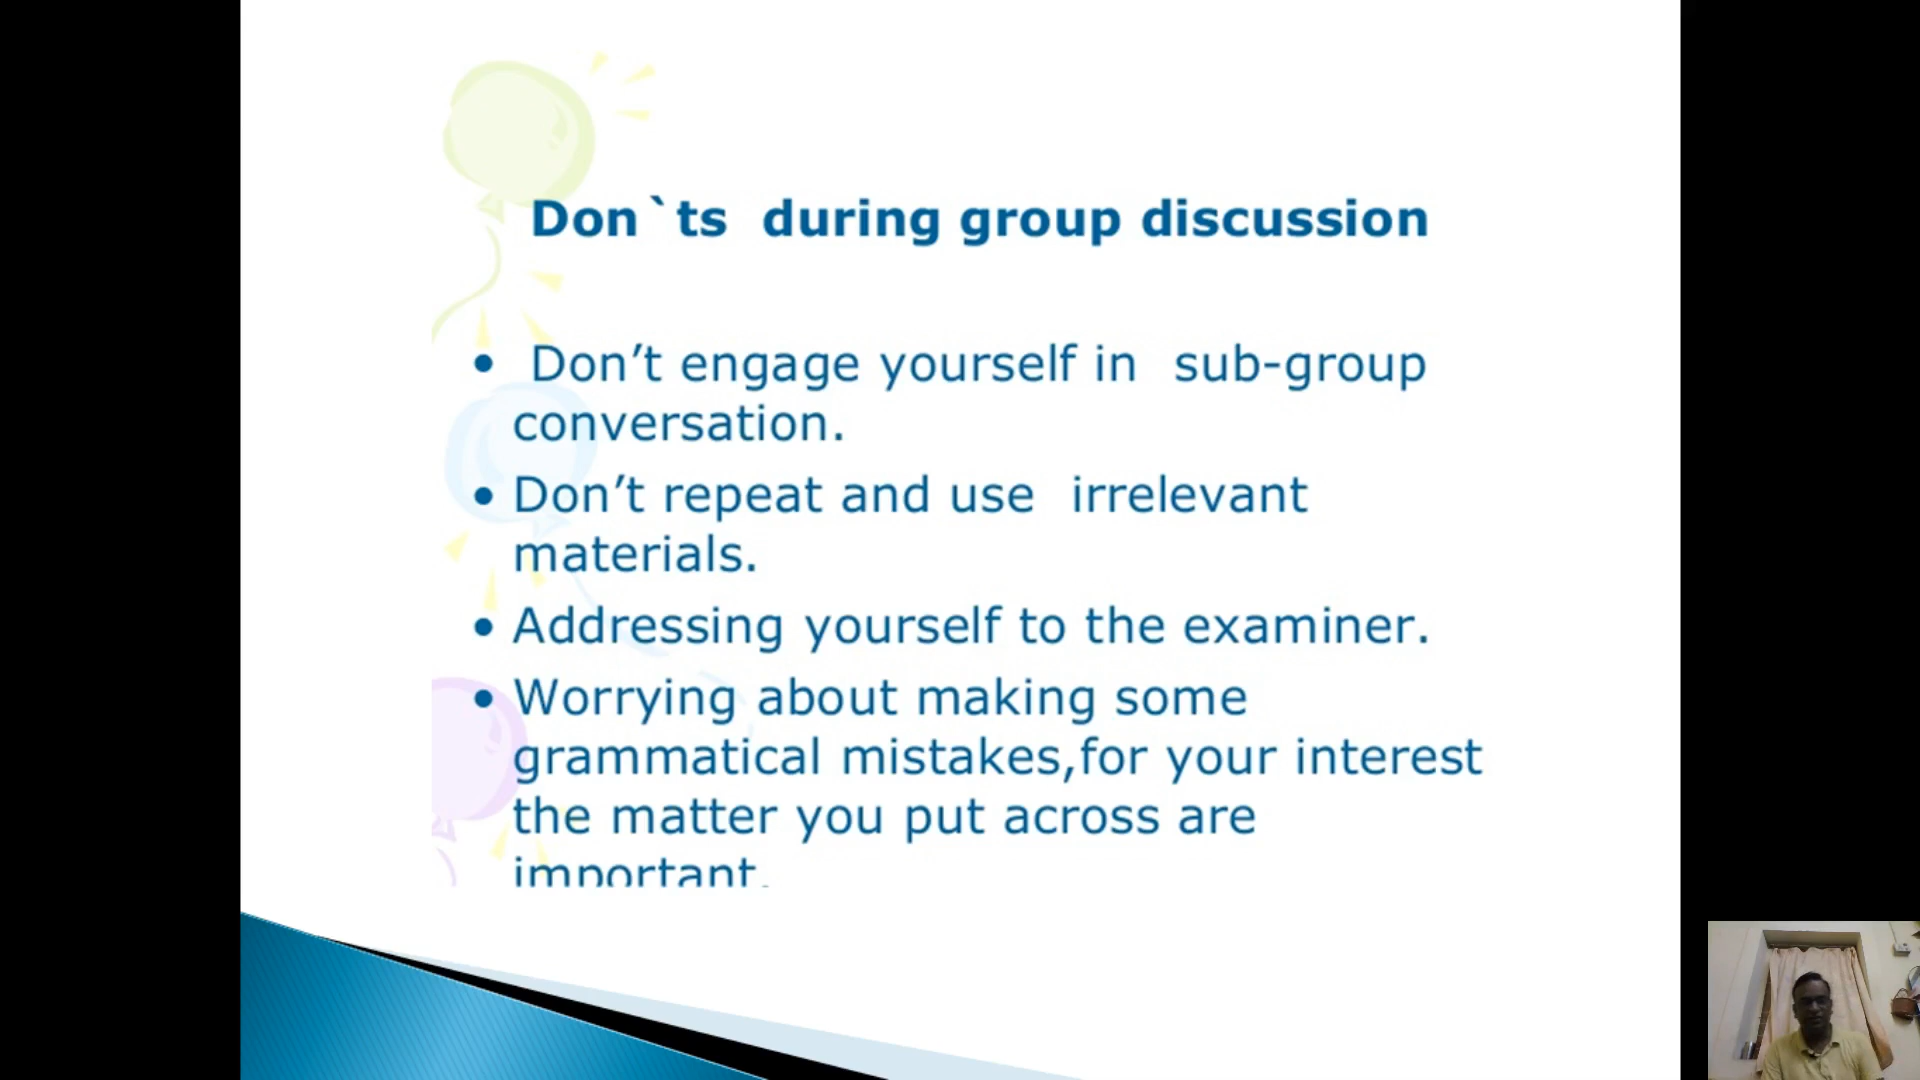 Don`ts during group discussion
• Don’t engage yourself in sub-group
conversation.
• Don’t repeat and use irrelevant
materials.
• Addressing yourself to the examiner.
• Worrying about making some
grammatical mistakes,for your interest
the matter you put across are
important.